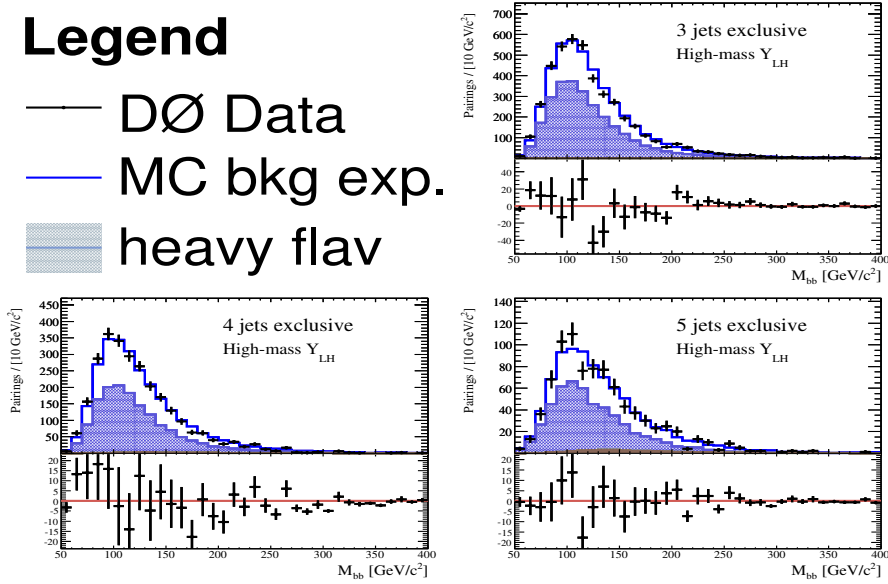 Legend
DØ Data
MC bkg exp.
heavy flav
Pairings / [10 GeV/c²]
700
600
500
400
300
200
100
3 jets exclusive
High-mass Y_LH
40
20
0
-20
-40
50 100 150 200 250 300 350 400
M_bb [GeV/c²]
Pairings / [10 GeV/c²]
450
400
350
300
250
200
150
100
50
4 jets exclusive
High-mass Y_LH
20
15
10
5
0
-5
-10
-15
-20
50 100 150 200 250 300 350 400
M_bb [GeV/c²]
Pairings / [10 GeV/c²]
140
120
100
80
60
40
20
5 jets exclusive
High-mass Y_LH
20
15
10
5
0
-5
-10
-15
-20
50 100 150 200 250 300 350 400
M_bb [GeV/c²]